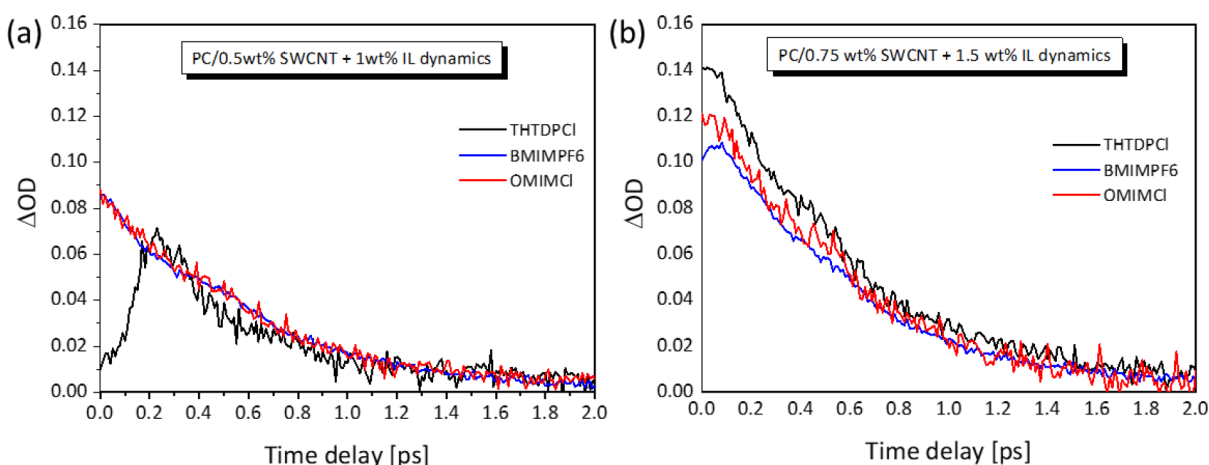 (a)
PC/0.5wt% SWCNT + 1wt% IL dynamics
THTDPCl
BMIMPF6
OMIMCl
ΔOD
0.16
0.14
0.12
0.10
0.08
0.06
0.04
0.02
0.00
0.0 0.2 0.4 0.6 0.8 1.0 1.2 1.4 1.6 1.8 2.0
Time delay [ps]
(b)
PC/0.75 wt% SWCNT + 1.5 wt% IL dynamics
THTDPCl
BMIMPF6
OMIMCl
ΔOD
0.16
0.14
0.12
0.10
0.08
0.06
0.04
0.02
0.00
0.0 0.2 0.4 0.6 0.8 1.0 1.2 1.4 1.6 1.8 2.0
Time delay [ps]